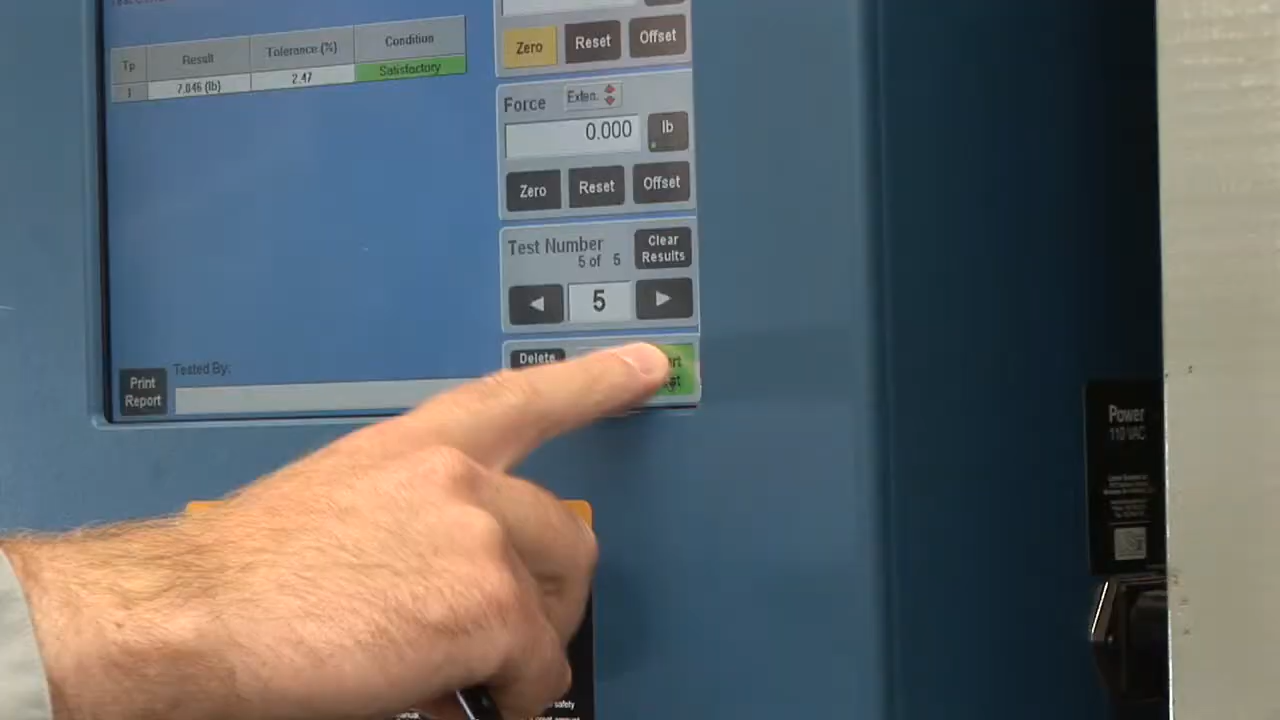 Tp Result Tolerance (%) Condition
1 7.046 (lb) 2.47 Satisfactory
Zero Reset Offset
Force Exten.
0.000 lb
Zero Reset Offset
Test Number Clear
5 of 5 Results
5
Delete
Print Tested By:
Report
Power
110 VAC
safety